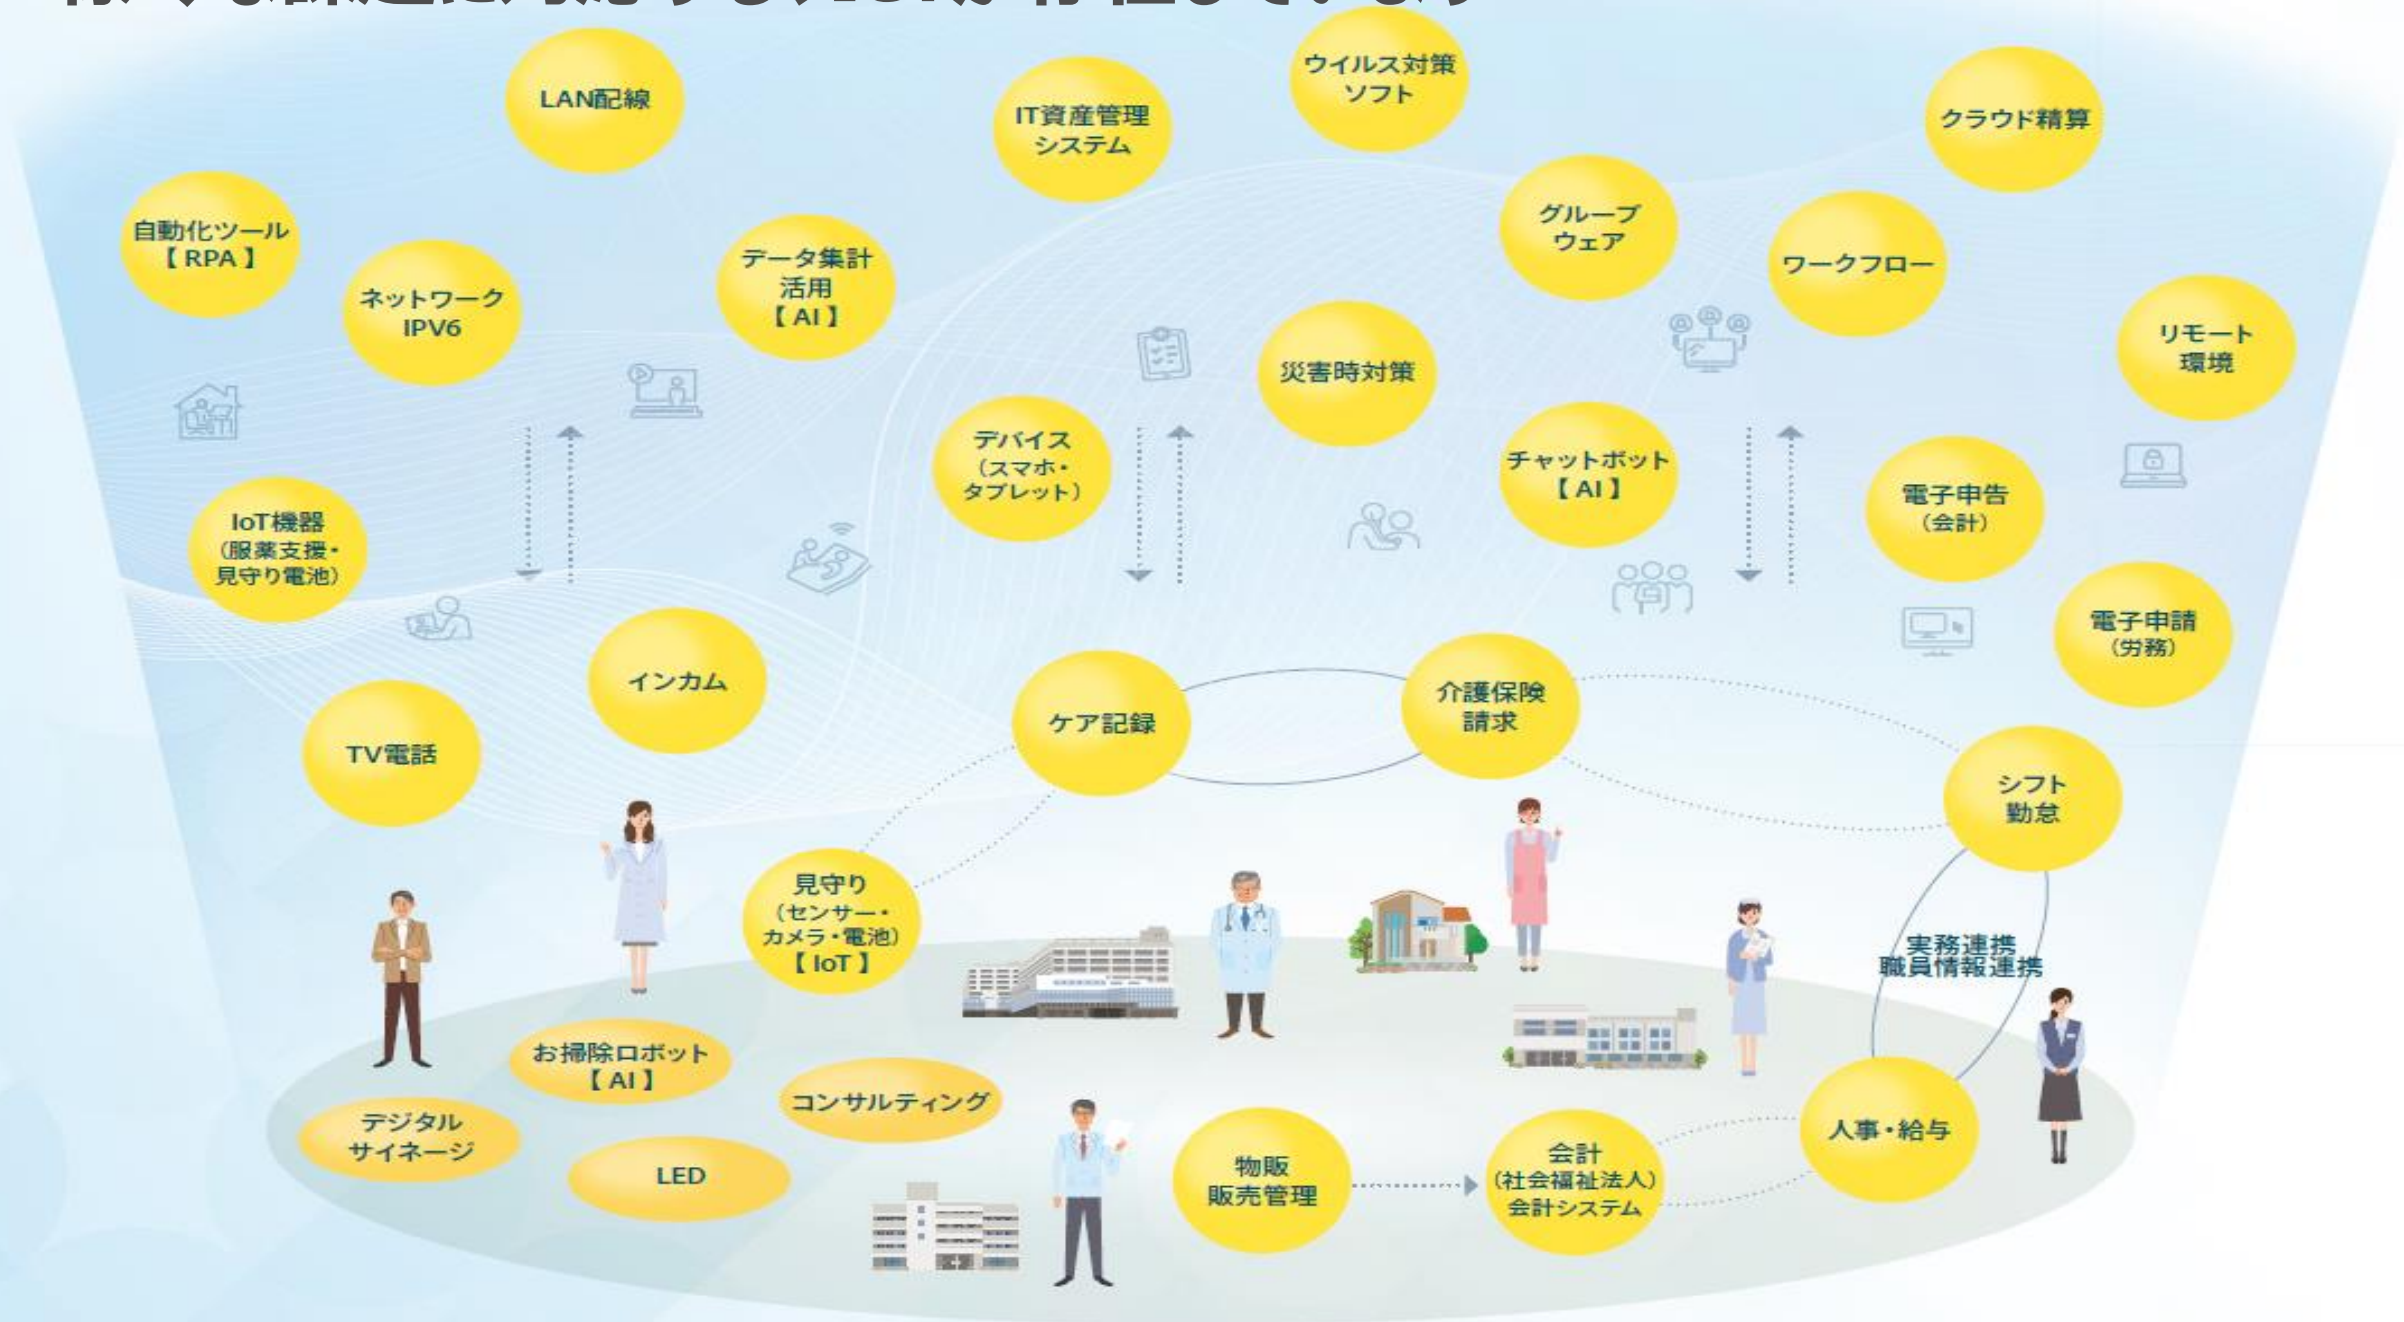 LAN配線
IT資産管理
システム
ウイルス対策
ソフト
クラウド精算
自動化ツール
【 RPA 】
ネットワーク
IPV6
データ集計
活用
【 AI 】
グループ
ウェア
ワークフロー
リモート
環境
災害時対策
デバイス
（スマホ・
タブレット）
チャットボット
【 AI 】
電子申告
（会計）
IoT機器
（服薬支援・
見守り電池）
電子申請
（労務）
インカム
TV電話
ケア記録
介護保険
請求
シフト
勤怠
見守り
（センサー・
カメラ・電池）
【 IoT 】
実務連携
職員情報連携
お掃除ロボット
【 AI 】
コンサルティング
デジタル
サイネージ
LED
物販
販売管理
会計
（社会福祉法人）
会計システム
人事・給与